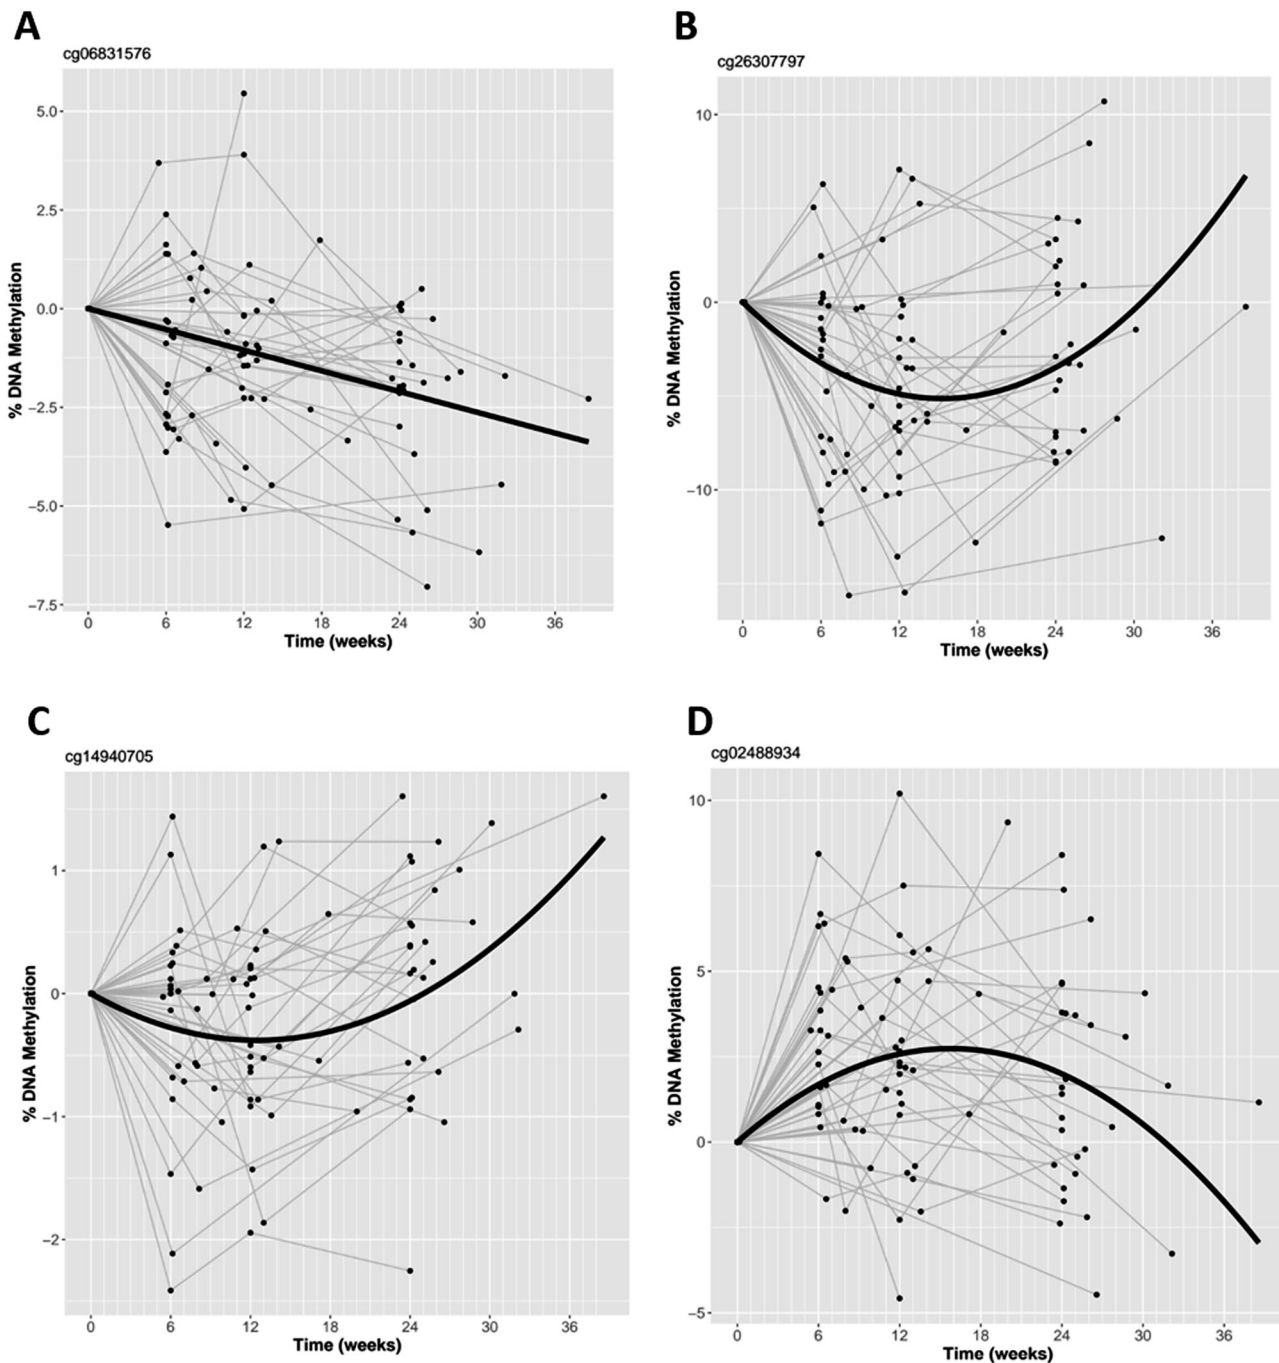 A
cg06831576
5.0
2.5
0.0
−2.5
−5.0
−7.5
% DNA Methylation
0 6 12 18 24 30 36
Time (weeks)
B
cg26307797
10
0
−10
% DNA Methylation
0 6 12 18 24 30 36
Time (weeks)
C
cg14940705
1
0
−1
−2
% DNA Methylation
0 6 12 18 24 30 36
Time (weeks)
D
cg02488934
10
5
0
−5
% DNA Methylation
0 6 12 18 24 30 36
Time (weeks)